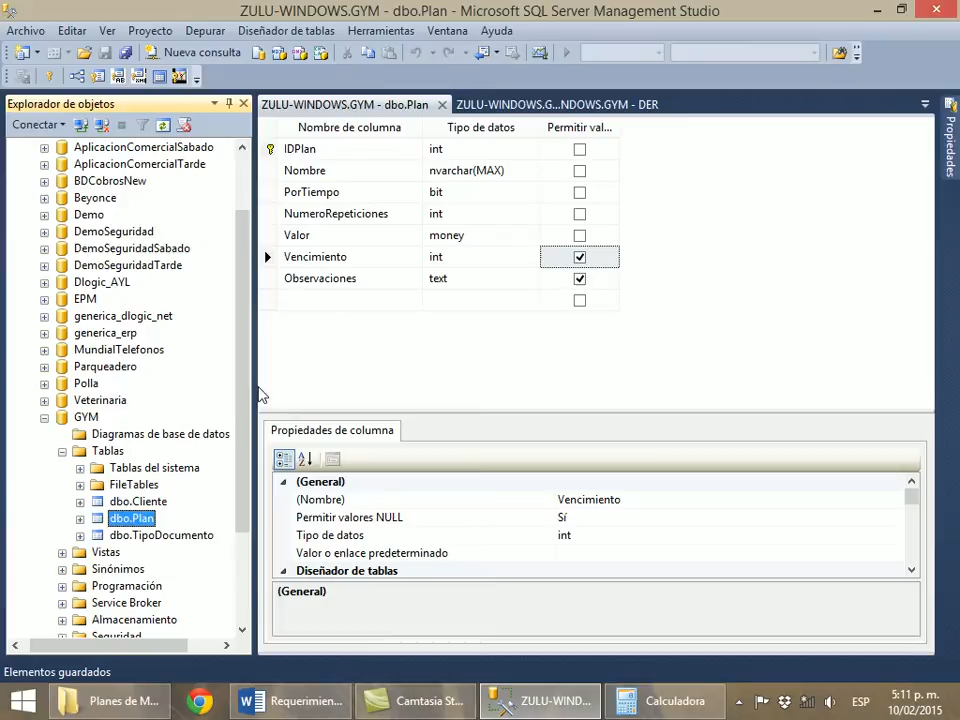 ZULU-WINDOWS.GYM - dbo.Plan - Microsoft SQL Server Management Studio
Archivo Editar Ver Proyecto Depurar Diseñador de tablas Herramientas Ventana Ayuda
Nueva consulta
Explorador de objetos
Conectar
AplicacionComercialSabado
AplicacionComercialTarde
BDCobrosNew
Beyonce
Demo
DemoSeguridad
DemoSeguridadSabado
DemoSeguridadTarde
Dlogic_AYL
EPM
generica_dlogic_net
generica_erp
MundialTelefonos
Parqueadero
Polla
Veterinaria
GYM
Diagramas de base de datos
Tablas
Tablas del sistema
FileTables
dbo.Cliente
dbo.Plan
dbo.TipoDocumento
Vistas
Sinónimos
Programación
Service Broker
Almacenamiento
Seguridad
ZULU-WINDOWS.GYM - dbo.Plan ZULU-WINDOWS.G...NDOWS.GYM - DER
Nombre de columna Tipo de datos Permitir val...
IDPlan int
Nombre nvarchar(MAX)
PorTiempo bit
NumeroRepeticiones int
Valor money
Vencimiento int
Observaciones text
Propiedades de columna
(General)
(Nombre) Vencimiento
Permitir valores NULL Sí
Tipo de datos int
Valor o enlace predeterminado
Diseñador de tablas
(General)
Propiedades
Elementos guardados
Planes de M... Requerimien... Camtasia St... ZULU-WIND... Calculadora ESP
5:11 p. m.
10/02/2015